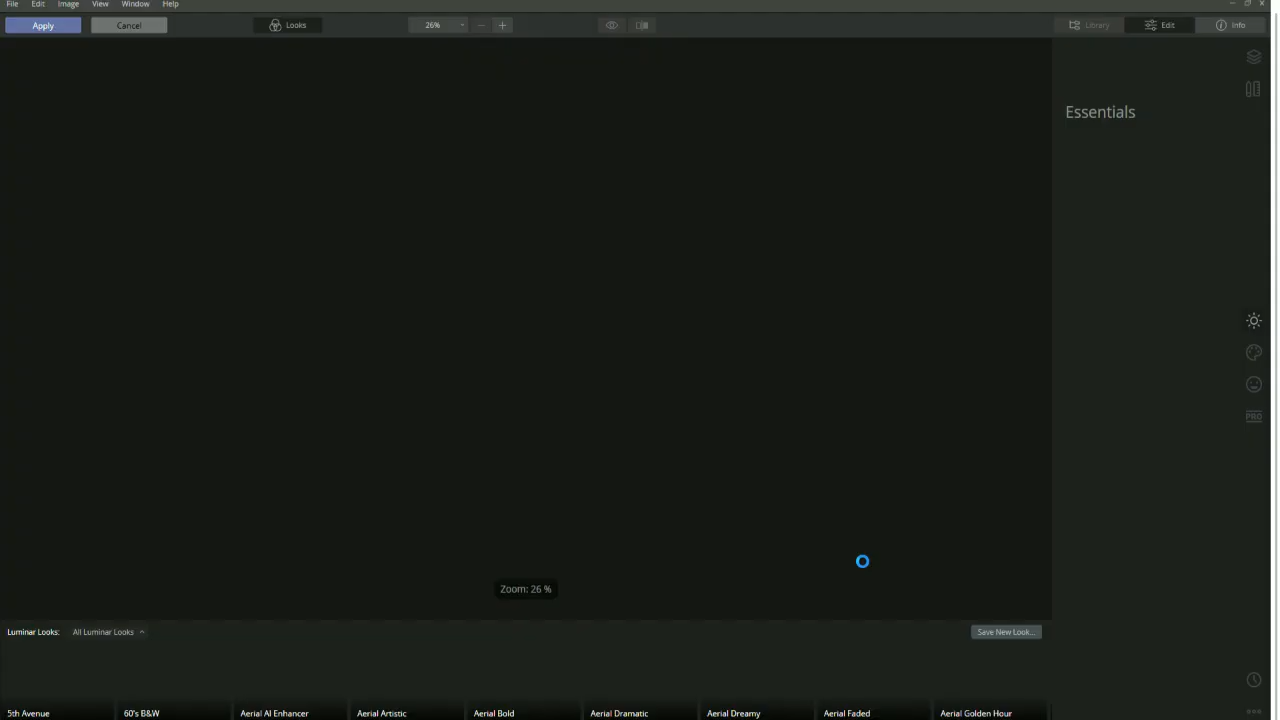 File Edit Image View Window Help
Apply Cancel Looks 26% Library Edit Info
Essentials
PRO
Zoom: 26 %
Luminar Looks: All Luminar Looks Save New Look...
5th Avenue 60's B&W Aerial AI Enhancer Aerial Artistic Aerial Bold Aerial Dramatic Aerial Dreamy Aerial Faded Aerial Golden Hour